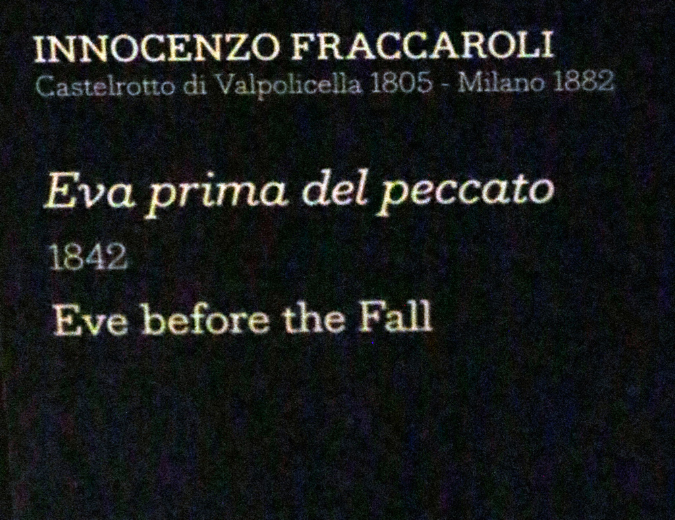 INNOCENZO FRACCAROLI
Castelrotto di Valpolicella 1805 - Milano 1882
Eva prima del peccato
1842
Eve before the Fall